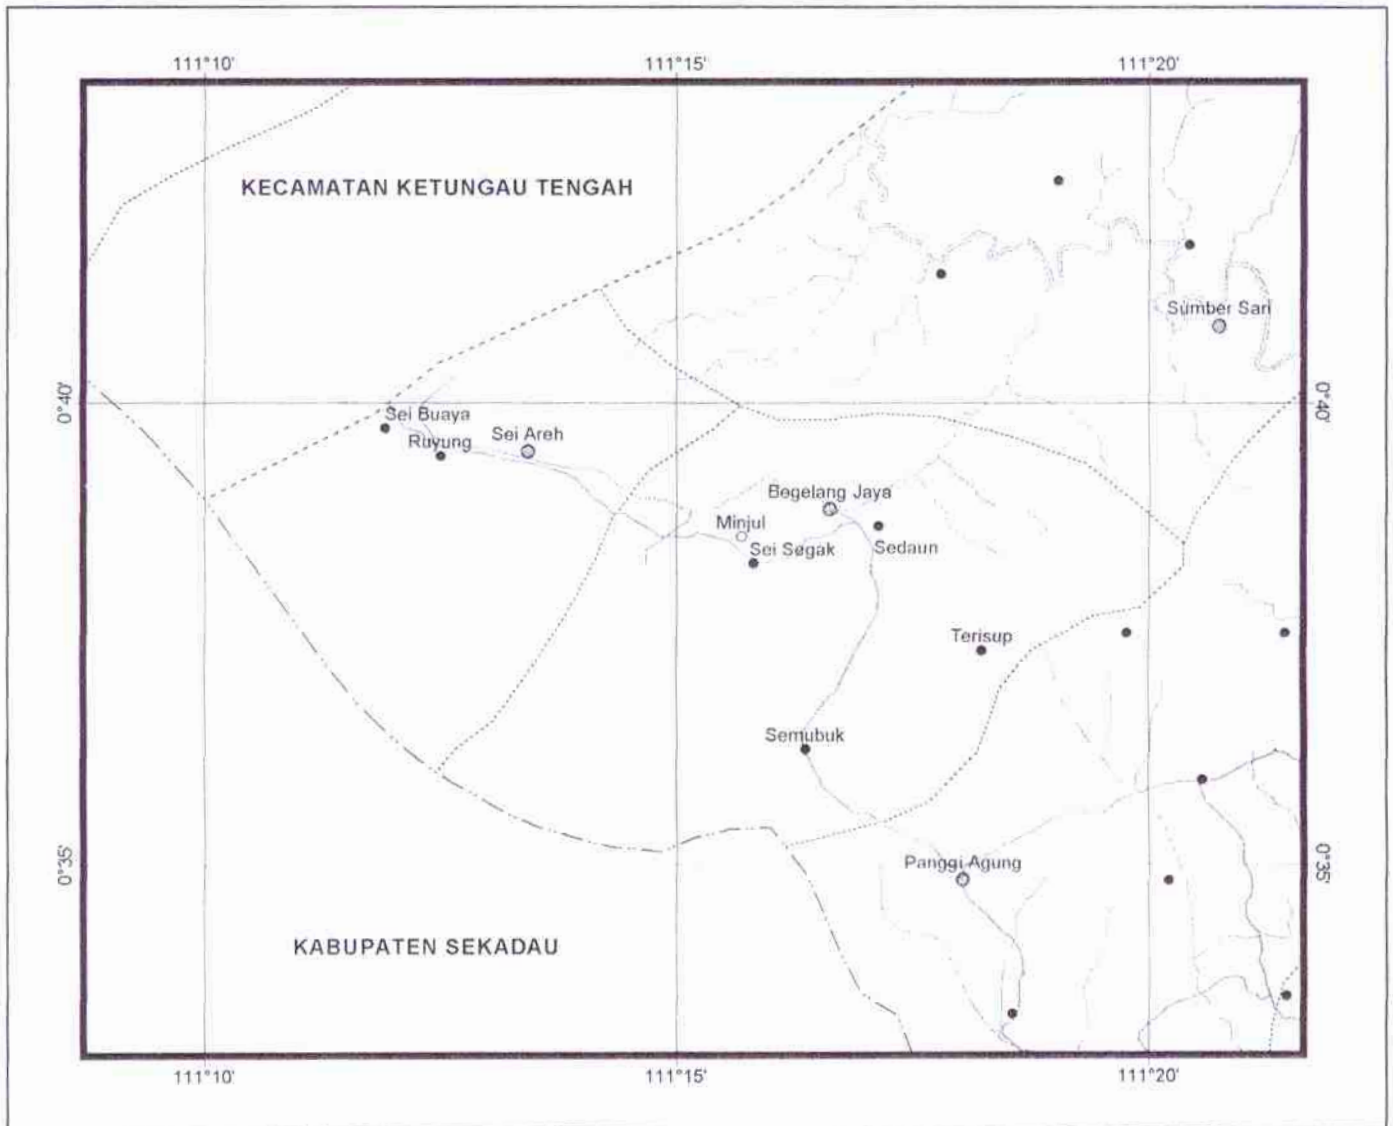 111°10' 111°15' 111°20'
KECAMATAN KETUNGAU TENGAH
Sumber Sari
0°40' 0°40'
Sei Buaya
Ruyung
Sei Areh
Begelang Jaya
Minjul
Sei Segak
Sedaun
Terisup
Semubuk
0°35' 0°35'
Panggi Agung
KABUPATEN SEKADAU
111°10' 111°15' 111°20'